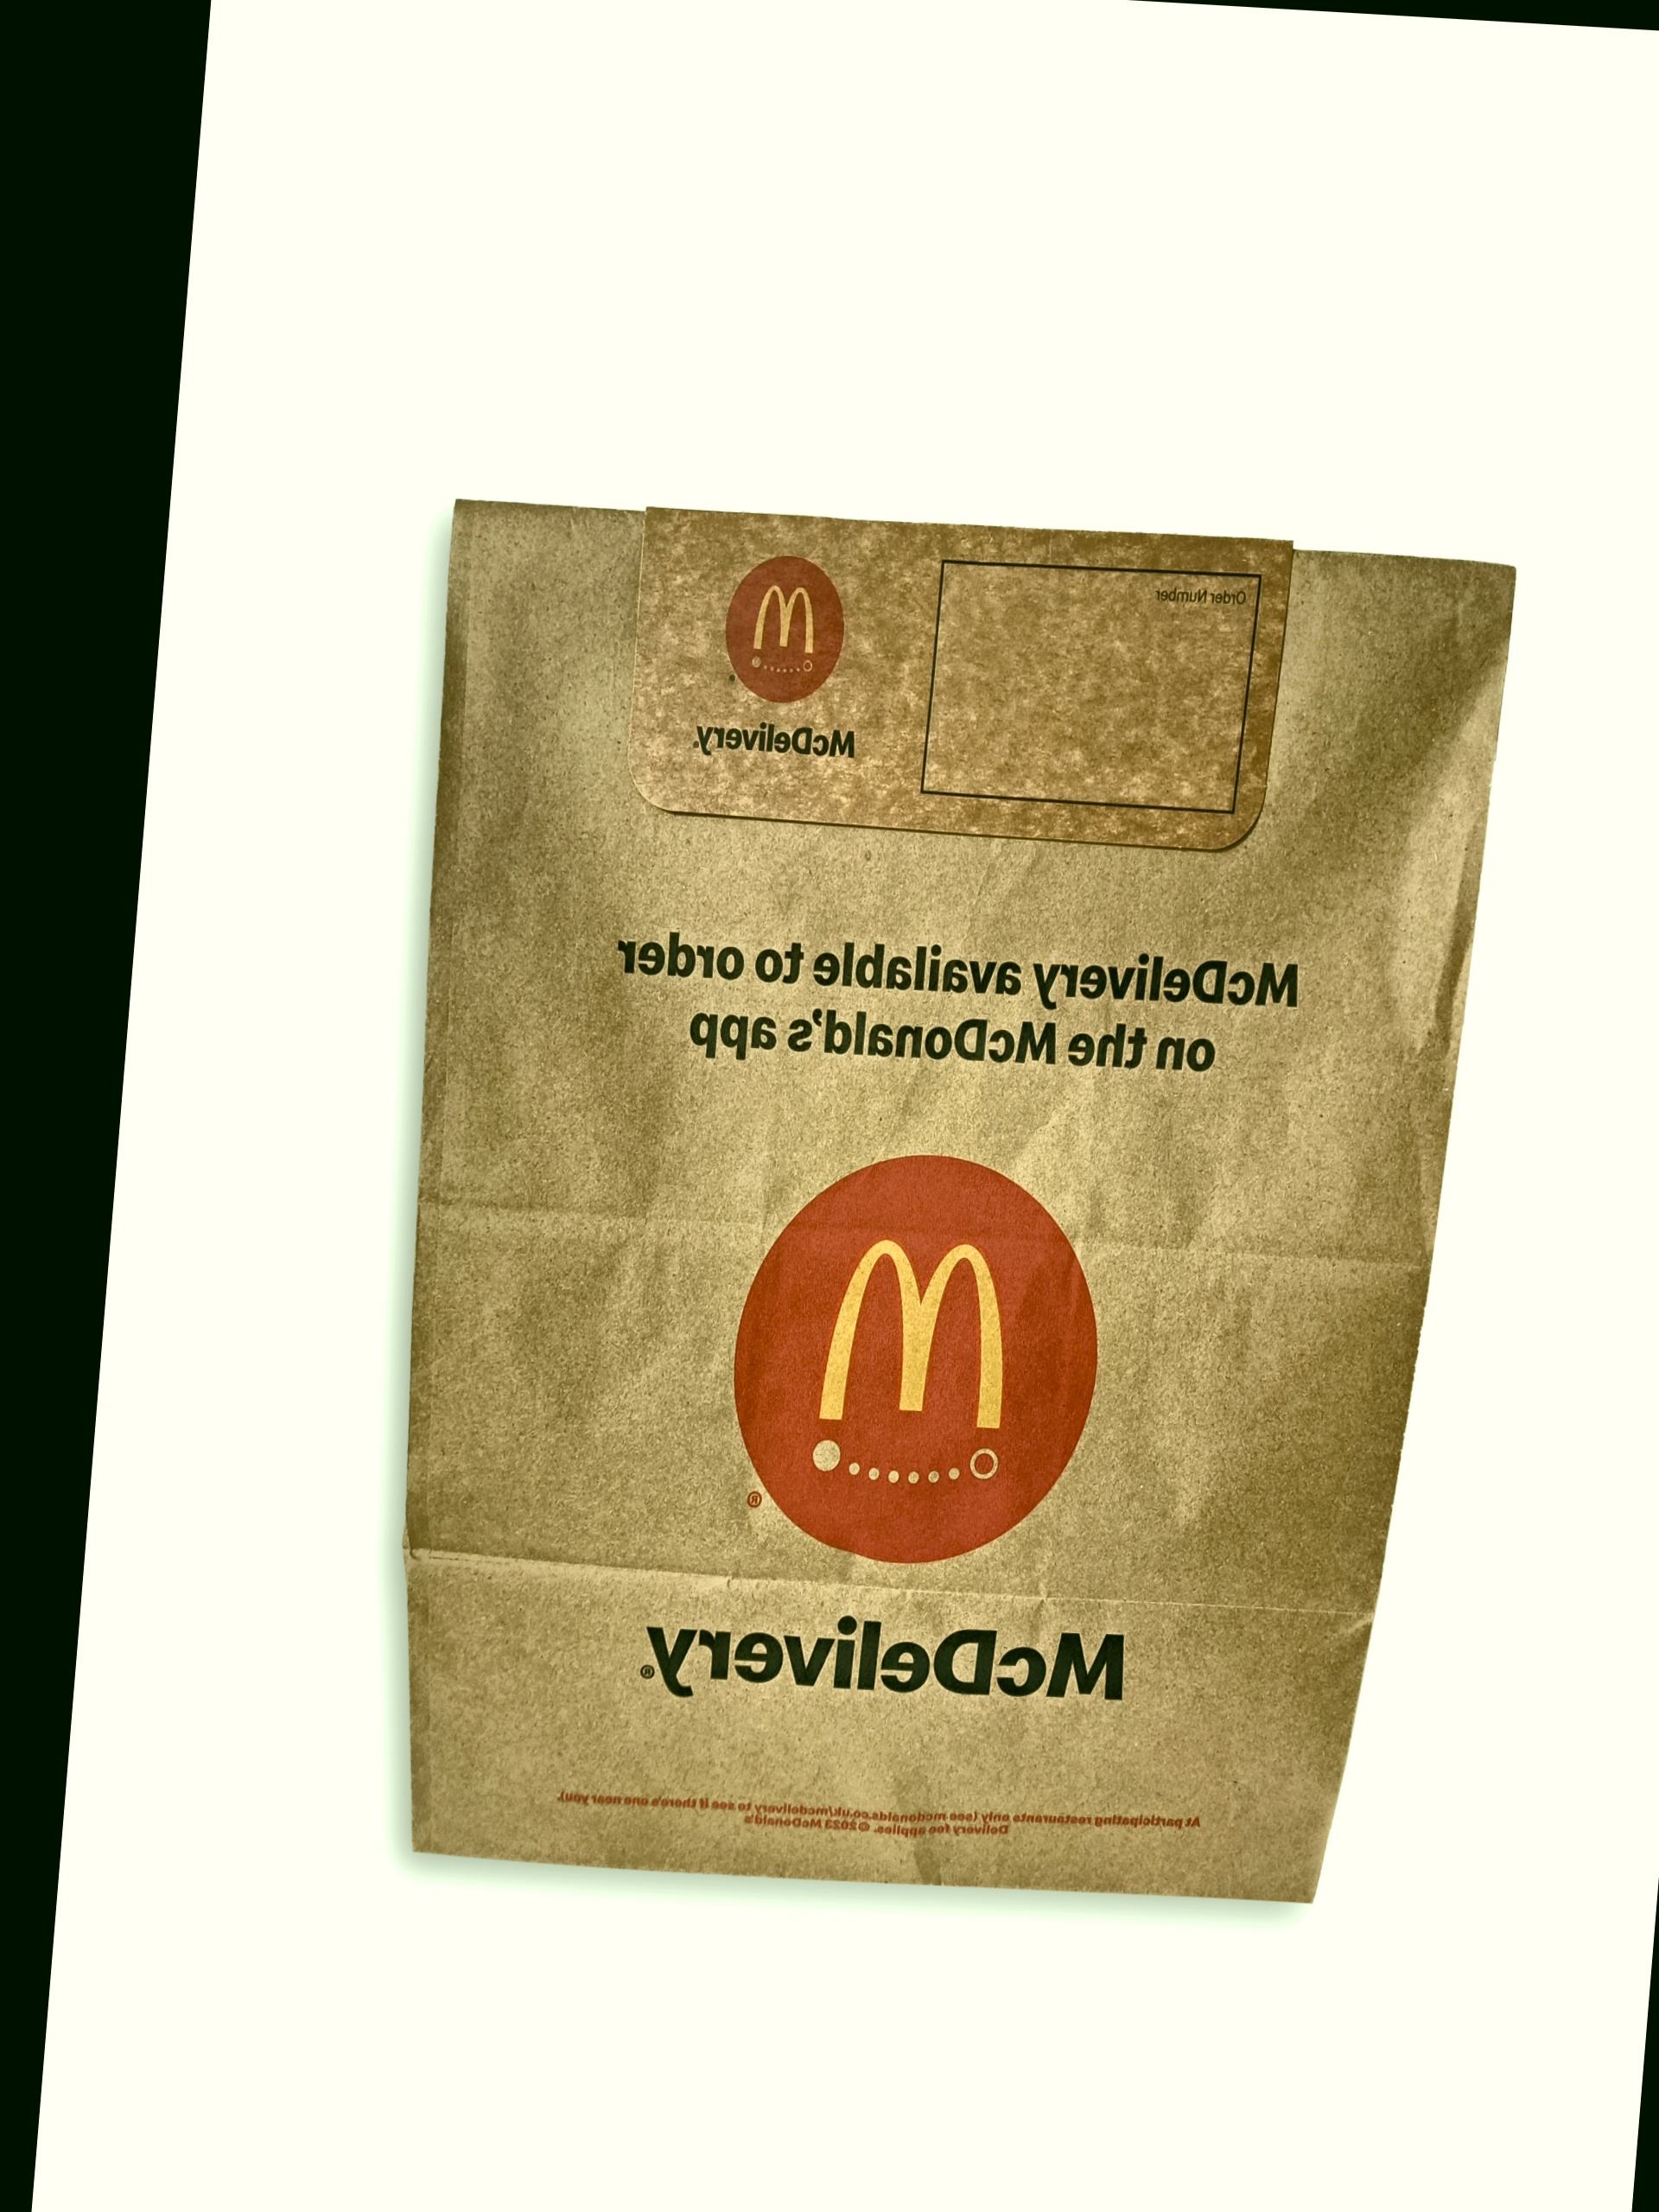 Order Number
McDelivery.
McDelivery available to order
on the McDonald's app
®
McDelivery®
At participating restaurants only (see mcdonalds.co.uk/mcdelivery to see if there's one near you).
Delivery fee applies. © 2023 McDonald's